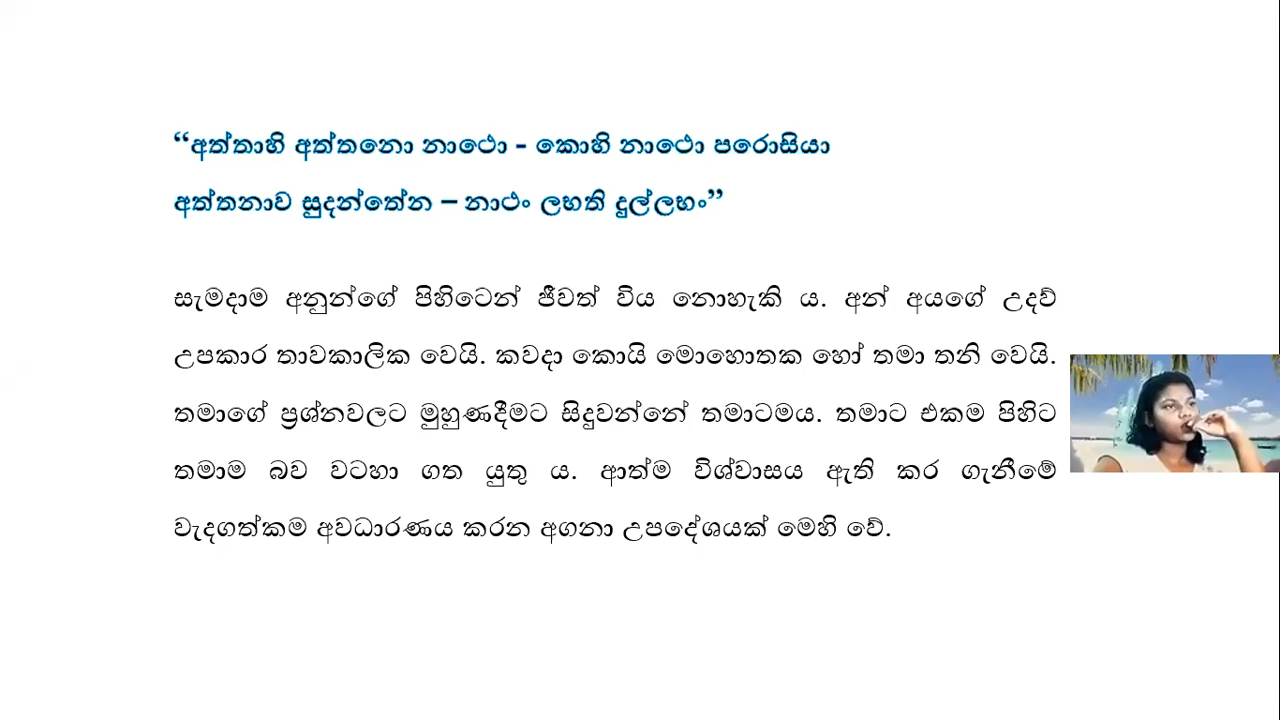 “අත්තාහි අත්තනො නාථො - කොහි නාථො පරොසියා
අත්තනාව සුදන්තේන – නාථං ලභති දුල්ලභං”
සැමදාම අනුන්ගේ පිහිටෙන් ජීවත් විය නොහැකි ය. අන් අයගේ උදව්
උපකාර තාවකාලික වෙයි. කවදා කොයි මොහොතක හෝ තමා තනි වෙයි.
තමාගේ ප්‍රශ්නවලට මුහුණදීමට සිදුවන්නේ තමාටමය. තමාට එකම පිහිට
තමාම බව වටහා ගත යුතු ය. ආත්ම විශ්වාසය ඇති කර ගැනීමේ
වැදගත්කම අවධාරණය කරන අගනා උපදේශයක් මෙහි වේ.